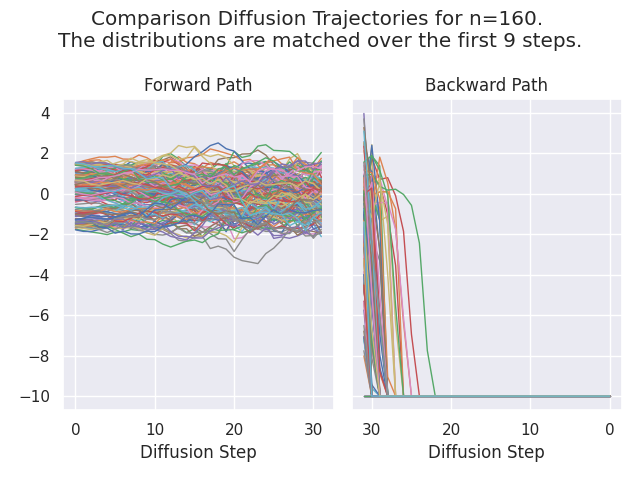 Comparison Diffusion Trajectories for n=160.
The distributions are matched over the first 9 steps.
Forward Path
Backward Path
4
2
0
−2
−4
−6
−8
−10
0 10 20 30
30 20 10 0
Diffusion Step
Diffusion Step